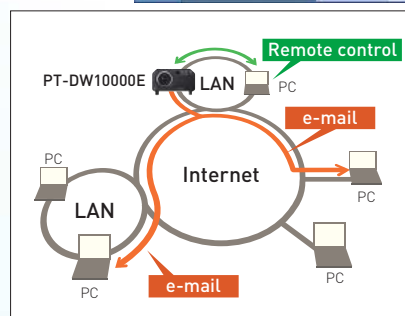 Remote control
PT-DW10000E
LAN
PC
e-mail
Internet
PC
PC
LAN
PC
PC
e-mail